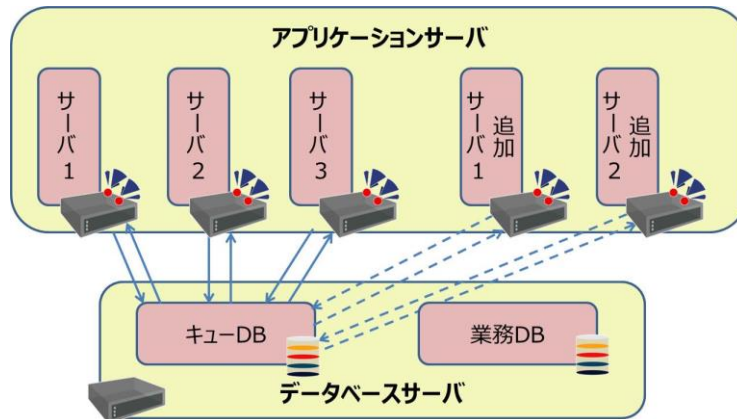 アプリケーションサーバ
サーバ1
サーバ2
サーバ3
追加
サーバ1
追加
サーバ2
キューDB
業務DB
データベースサーバ